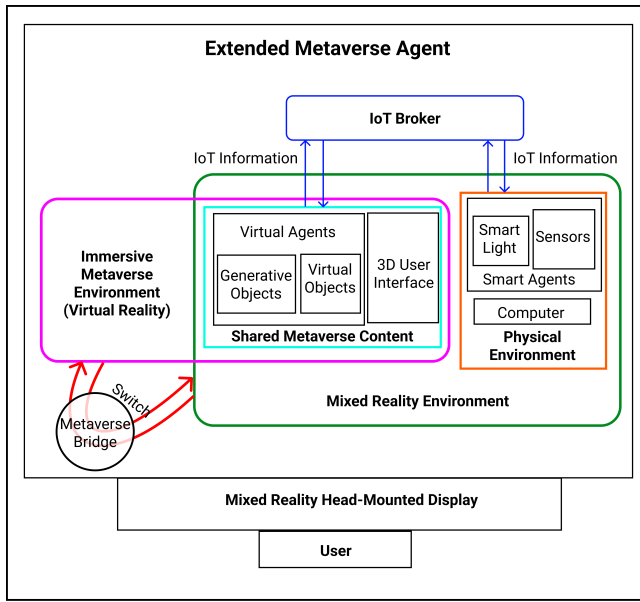 Extended Metaverse Agent
IoT Broker
IoT Information
IoT Information
Immersive
Metaverse
Environment
(Virtual Reality)
Virtual Agents
Generative
Objects
Virtual
Objects
3D User
Interface
Shared Metaverse Content
Smart
Light
Sensors
Smart Agents
Computer
Physical
Environment
Mixed Reality Environment
Switch
Metaverse
Bridge
Mixed Reality Head-Mounted Display
User